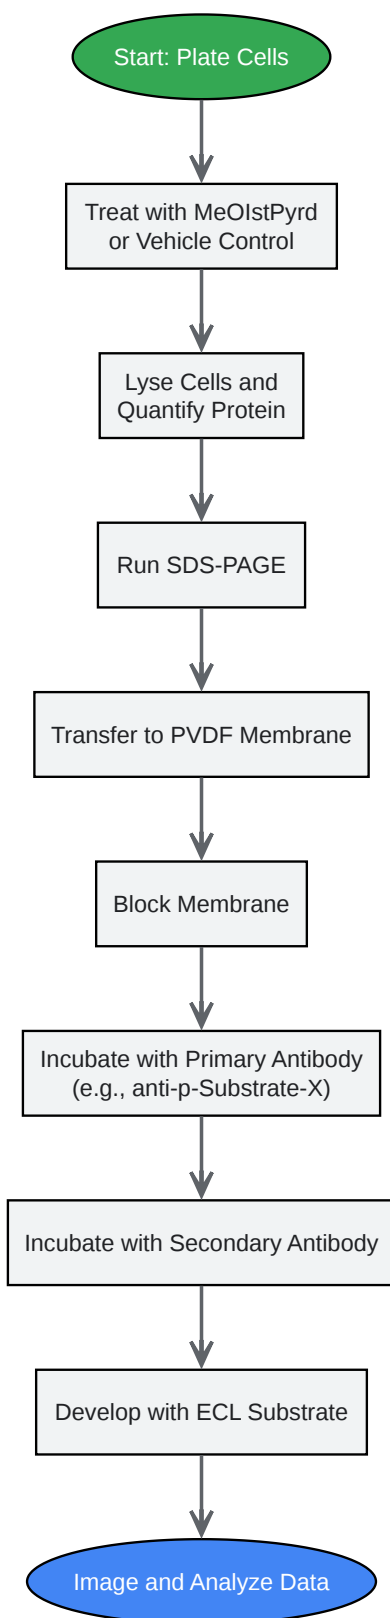 Start: Plate Cells
Treat with MeOIstPyrd
or Vehicle Control
Lyse Cells and
Quantify Protein
Run SDS-PAGE
Transfer to PVDF Membrane
Block Membrane
Incubate with Primary Antibody
(e.g., anti-p-Substrate-X)
Incubate with Secondary Antibody
Develop with ECL Substrate
Image and Analyze Data